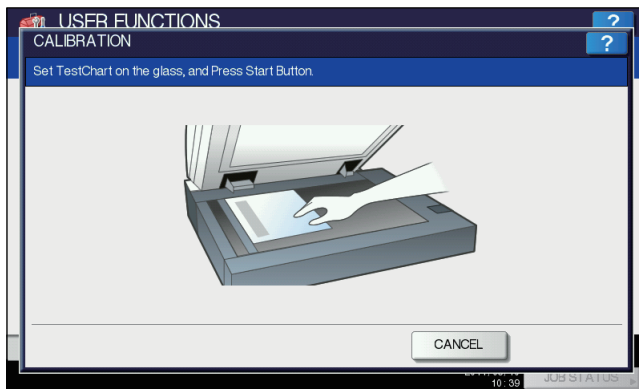 USER FUNCTIONS
?
CALIBRATION
?
Set TestChart on the glass, and Press Start Button.
CANCEL
10:39
JOB STATUS